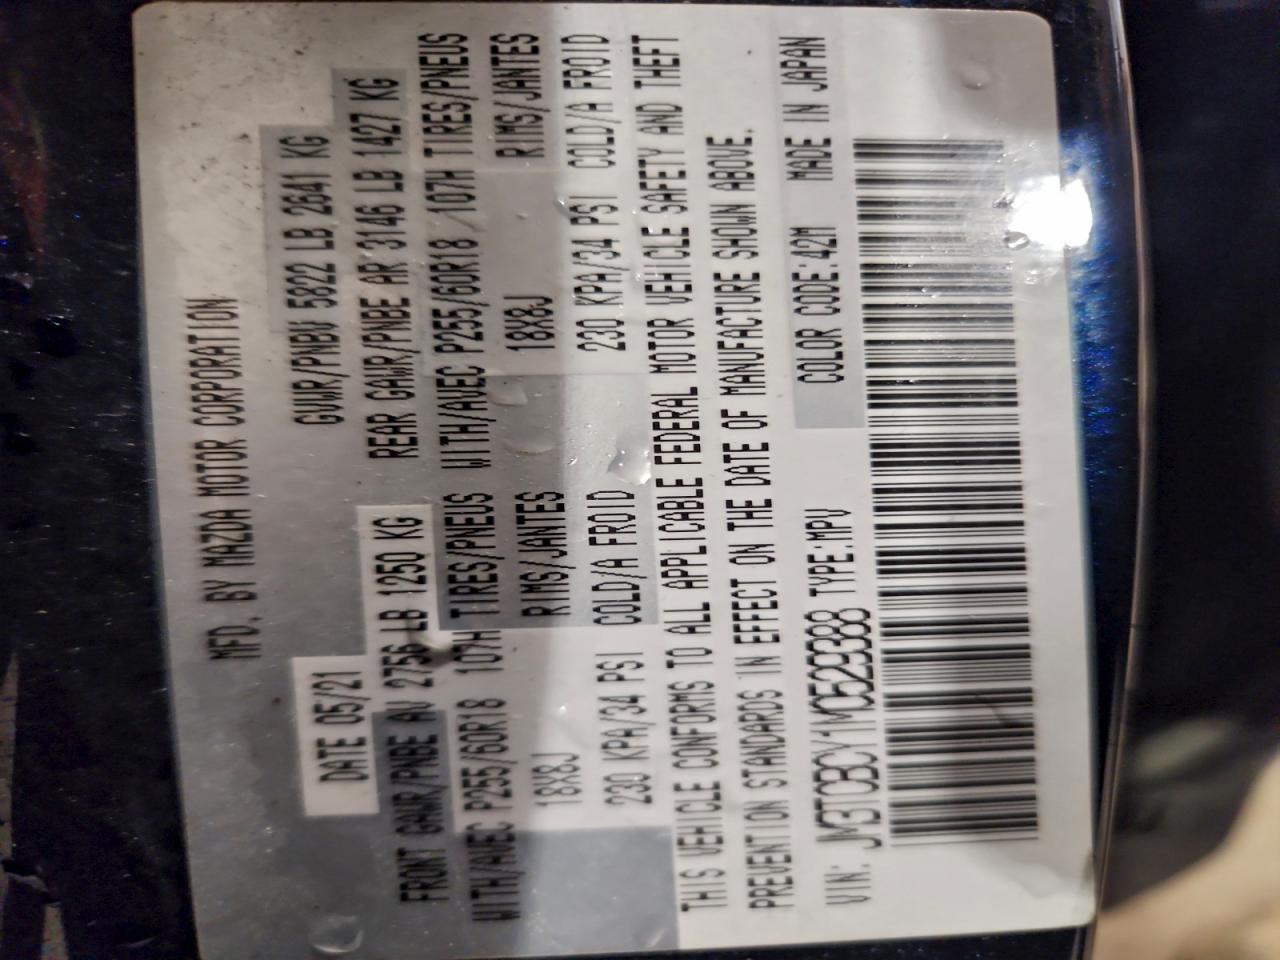 MFD. BY MAZDA MOTOR CORPORATION
DATE 05/21 GVWR/PNBV 5822 LB 2641 KG
FRONT GAWR/PNBE AV 2756 LB 1250 KG REAR GAWR/PNBE AR 3146 LB 1427 KG
WITH/AVEC P255/60R18 107H TIRES/PNEUS WITH/AVEC P255/60R18 /107H TIRES/PNEUS
18X8J RIMS/JANTES 18X8J RIMS/JANTES
230 KPA/34 PSI COLD/A FROID 230 KPA/34 PSI COLD/A FROID
THIS VEHICLE CONFORMS TO ALL APPLICABLE FEDERAL MOTOR VEHICLE SAFETY AND THEFT
PREVENTION STANDARDS IN EFFECT ON THE DATE OF MANUFACTURE SHOWN ABOVE.
VIN: JM3TCBCY1M0529388 TYPE:MPV COLOR CODE:42M MADE IN JAPAN